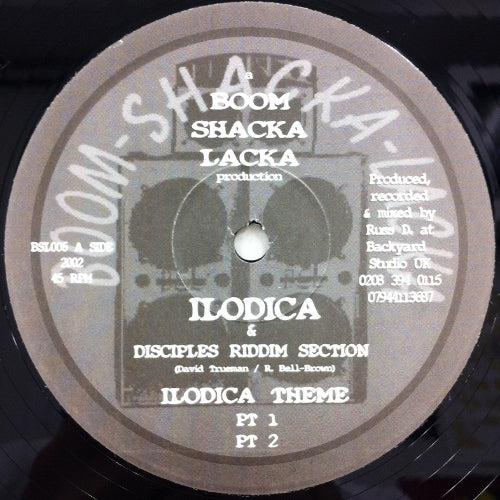 BOOM-SHACKA-LACKA
a
BOOM
SHACKA
LACKA
production
Produced,
recorded
& mixed by
Russ D. at
Backyard
Studio UK
0208 394 0115
07944113337
BSL005 A SIDE
2002
45 RPM
ILODICA
&
DISCIPLES RIDDIM SECTION
(David Trueman / R. Bell-Brown)
ILODICA THEME
PT 1
PT 2